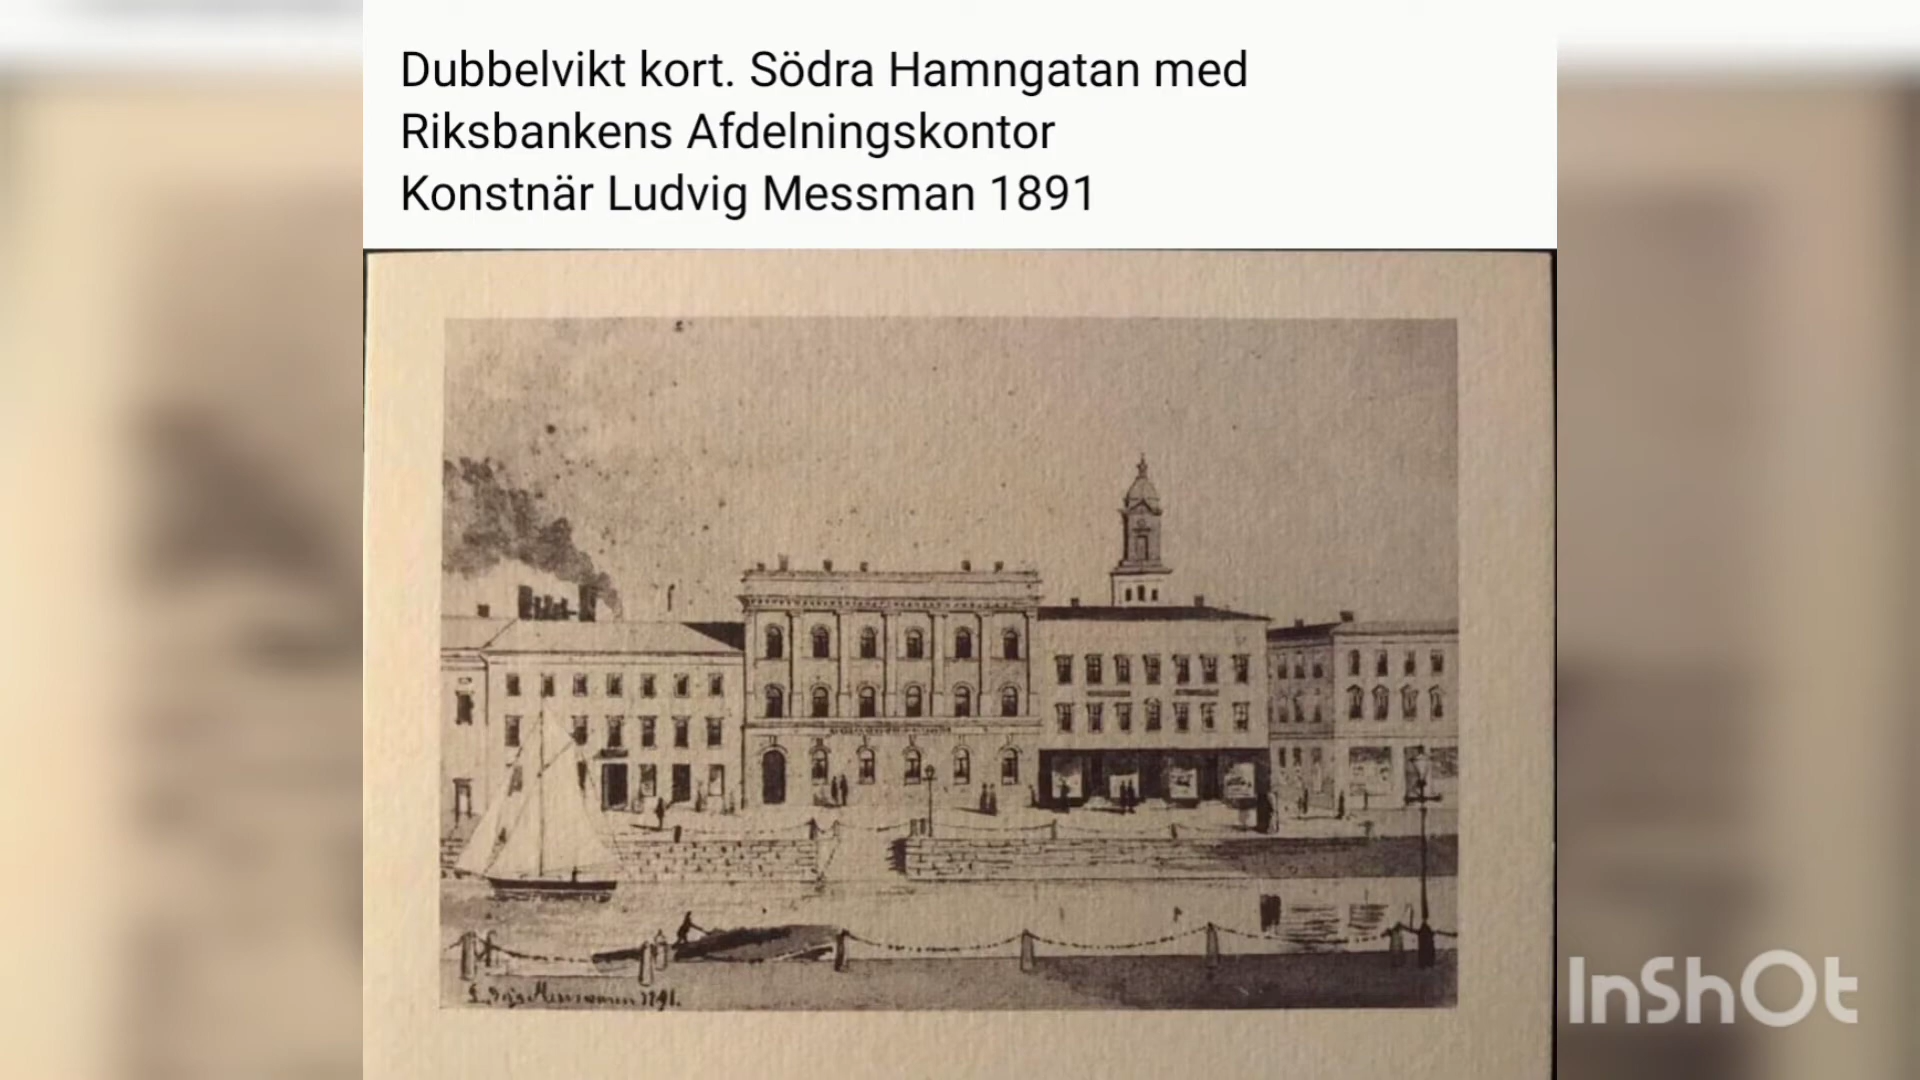 Dubbelvikt kort. Södra Hamngatan med
Riksbankens Afdelningskontor
Konstnär Ludvig Messman 1891
InShOt